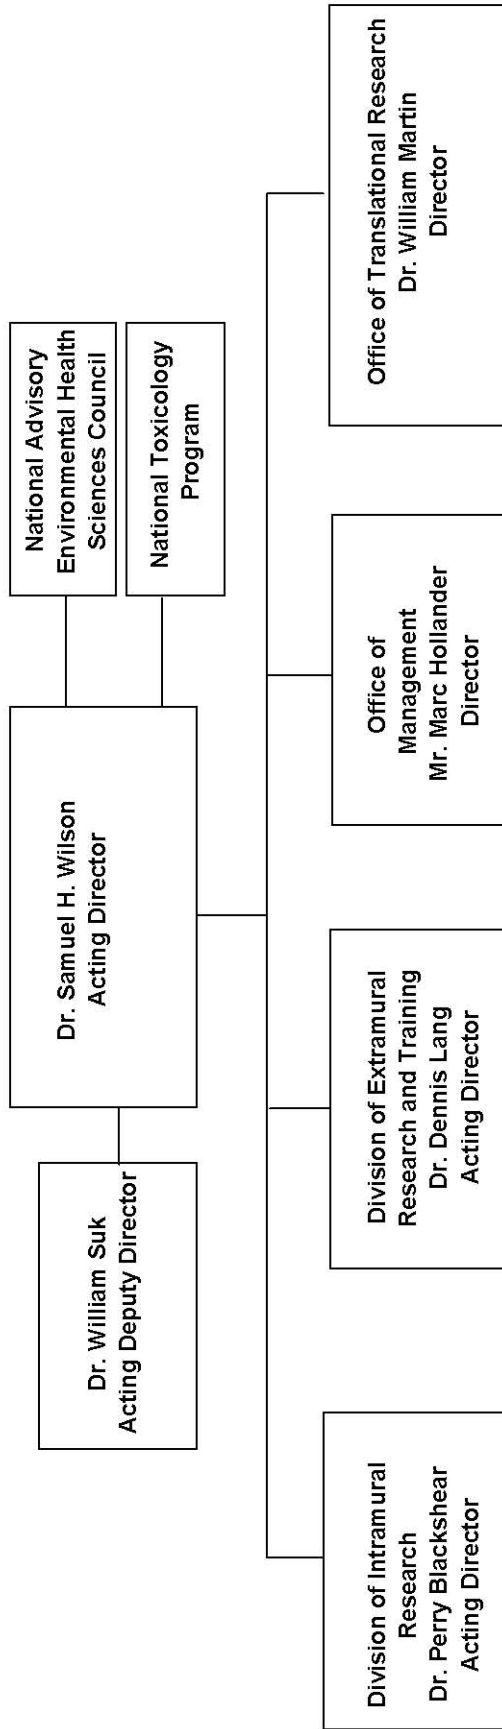 Dr. William Suk
Acting Deputy Director
Dr. Samuel H. Wilson
Acting Director
National Advisory
Environmental Health
Sciences Council
National Toxicology
Program
Division of Intramural
Research
Dr. Perry Blackshear
Acting Director
Division of Extramural
Research and Training
Dr. Dennis Lang
Acting Director
Office of
Management
Mr. Marc Hollander
Director
Office of Translational Research
Dr. William Martin
Director